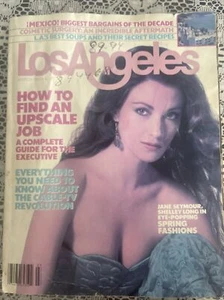 ¡MEXICO! BIGGEST BARGAINS OF THE DECADE
COSMETIC SURGERY: AN INCREDIBLE AFTERMATH
L.A.'S BEST SOUPS AND THEIR SECRET RECIPES
Los Angeles
HOW TO
FIND AN
UPSCALE
JOB
A COMPLETE
GUIDE FOR THE
EXECUTIVE
EVERYTHING
YOU NEED TO
KNOW ABOUT
THE CABLE-TV
REVOLUTION
JANE SEYMOUR,
SHELLEY LONG IN
EYE-POPPING
SPRING
FASHIONS